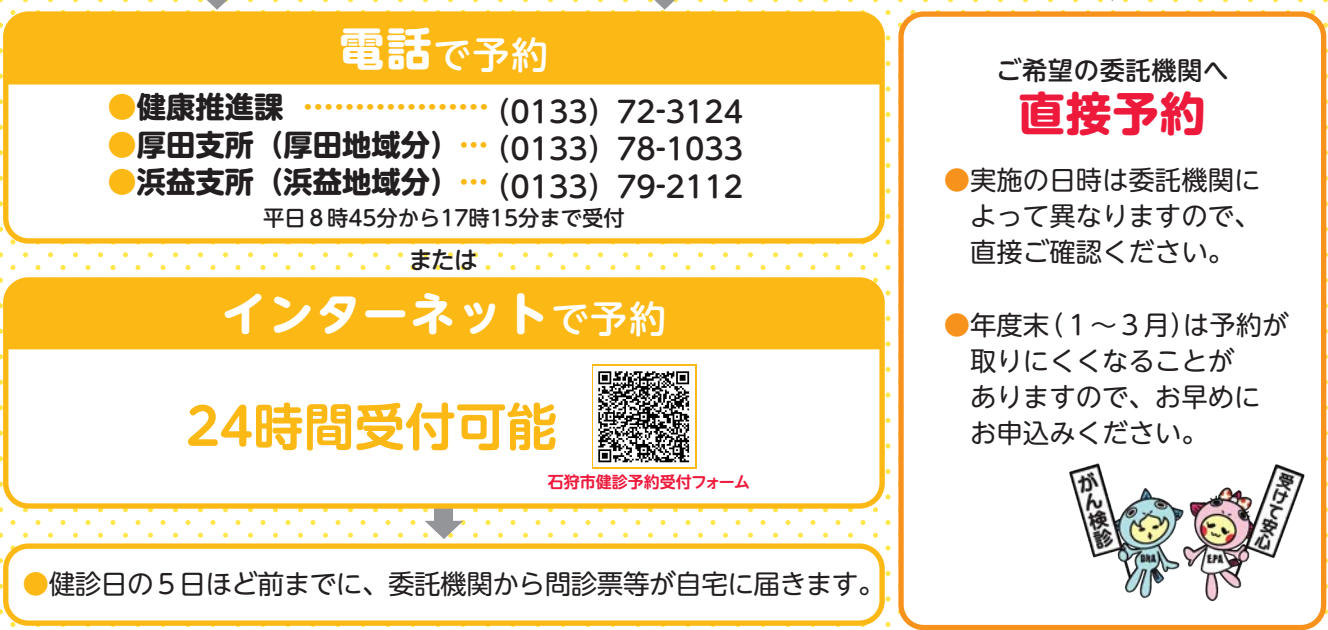 電話で予約
●健康推進課 ………………… (0133) 72-3124
●厚田支所（厚田地域分）… (0133) 78-1033
●浜益支所（浜益地域分）… (0133) 79-2112
平日８時45分から17時15分まで受付
または
インターネットで予約
24時間受付可能
石狩市健診予約受付フォーム
●健診日の５日ほど前までに、委託機関から問診票等が自宅に届きます。
ご希望の委託機関へ
直接予約
●実施の日時は委託機関に
よって異なりますので、
直接ご確認ください。
●年度末(１～３月)は予約が
取りにくくなることが
ありますので、お早めに
お申込みください。
がん検診
受けて安心
DHA
EPA